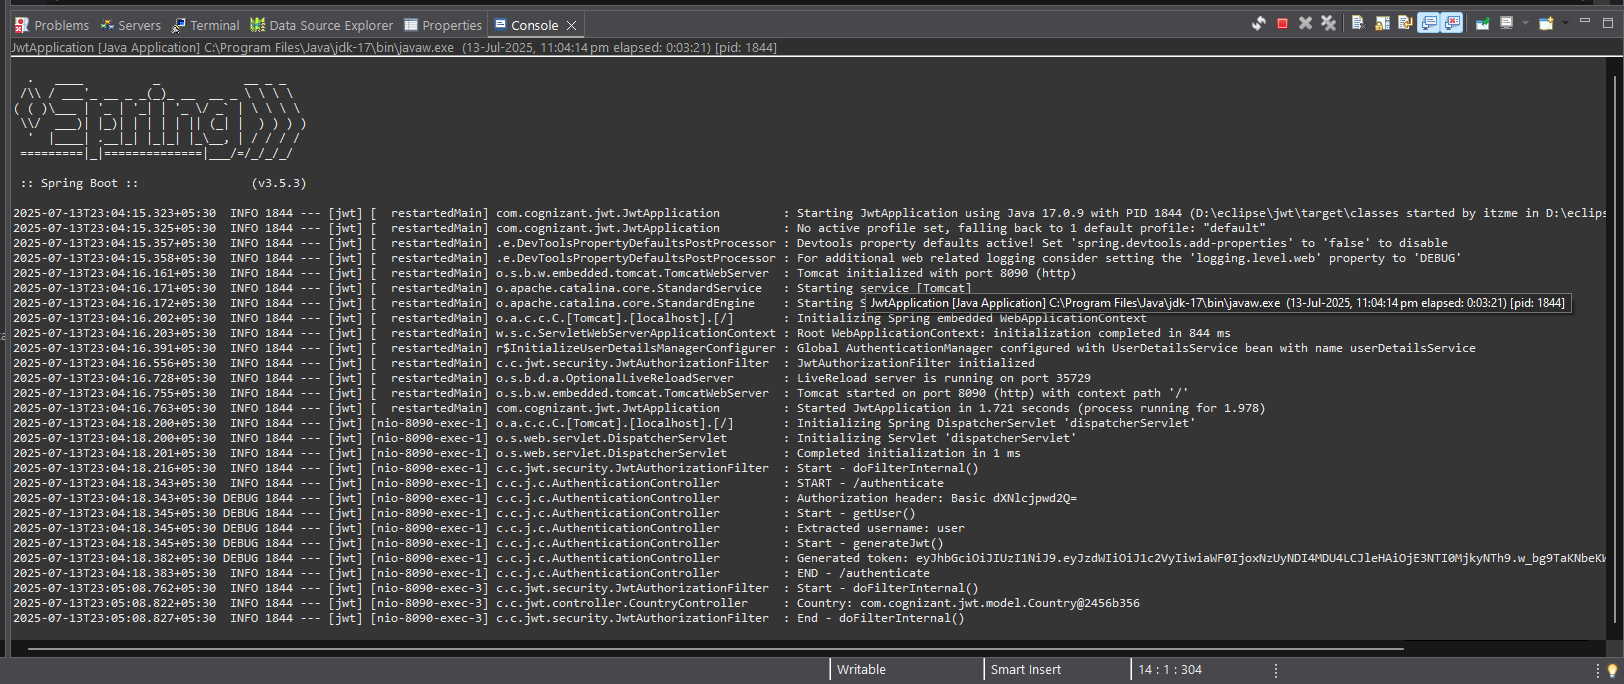 Problems Servers Terminal Data Source Explorer Properties Console
JwtApplication [Java Application] C:\Program Files\Java\jdk-17\bin\javaw.exe (13-Jul-2025, 11:04:14 pm elapsed: 0:03:21) [pid: 1844]
Spring
:: Spring Boot :: (v3.5.3)
2025-07-13T23:04:15.323+05:30 INFO 1844 --- [jwt] [ restartedMain] com.cognizant.jwt.JwtApplication : Starting JwtApplication using Java 17.0.9 with PID 1844 (D:\eclipse\jwt\target\classes started by itzme in D:\eclips
2025-07-13T23:04:15.325+05:30 INFO 1844 --- [jwt] [ restartedMain] com.cognizant.jwt.JwtApplication : No active profile set, falling back to 1 default profile: "default"
2025-07-13T23:04:15.357+05:30 INFO 1844 --- [jwt] [ restartedMain] .e.DevToolsPropertyDefaultsPostProcessor : Devtools property defaults active! Set 'spring.devtools.add-properties' to 'false' to disable
2025-07-13T23:04:15.358+05:30 INFO 1844 --- [jwt] [ restartedMain] .e.DevToolsPropertyDefaultsPostProcessor : For additional web related logging consider setting the 'logging.level.web' property to 'DEBUG'
2025-07-13T23:04:16.161+05:30 INFO 1844 --- [jwt] [ restartedMain] o.s.b.w.embedded.tomcat.TomcatWebServer : Tomcat initialized with port 8090 (http)
2025-07-13T23:04:16.171+05:30 INFO 1844 --- [jwt] [ restartedMain] o.apache.catalina.core.StandardService : Starting service [Tomcat]
2025-07-13T23:04:16.172+05:30 INFO 1844 --- [jwt] [ restartedMain] o.apache.catalina.core.StandardEngine : Starting
JwtApplication [Java Application] C:\Program Files\Java\jdk-17\bin\javaw.exe (13-Jul-2025, 11:04:14 pm elapsed: 0:03:21) [pid: 1844]
2025-07-13T23:04:16.202+05:30 INFO 1844 --- [jwt] [ restartedMain] o.a.c.c.C.[Tomcat].[localhost].[/] : Initializing Spring embedded WebApplicationContext
2025-07-13T23:04:16.203+05:30 INFO 1844 --- [jwt] [ restartedMain] w.s.c.ServletWebServerApplicationContext : Root WebApplicationContext: initialization completed in 844 ms
2025-07-13T23:04:16.391+05:30 INFO 1844 --- [jwt] [ restartedMain] r$InitializeUserDetailsManagerConfigurer : Global AuthenticationManager configured with UserDetailsService bean with name userDetailsService
2025-07-13T23:04:16.556+05:30 INFO 1844 --- [jwt] [ restartedMain] c.c.jwt.security.JwtAuthorizationFilter : JwtAuthorizationFilter initialized
2025-07-13T23:04:16.728+05:30 INFO 1844 --- [jwt] [ restartedMain] o.s.b.d.a.OptionalLiveReloadServer : LiveReload server is running on port 35729
2025-07-13T23:04:16.755+05:30 INFO 1844 --- [jwt] [ restartedMain] o.s.b.w.embedded.tomcat.TomcatWebServer : Tomcat started on port 8090 (http) with context path '/'
2025-07-13T23:04:16.763+05:30 INFO 1844 --- [jwt] [ restartedMain] com.cognizant.jwt.JwtApplication : Started JwtApplication in 1.721 seconds (process running for 1.978)
2025-07-13T23:04:18.200+05:30 INFO 1844 --- [jwt] [nio-8090-exec-1] o.a.c.c.C.[Tomcat].[localhost].[/] : Initializing Spring DispatcherServlet 'dispatcherServlet'
2025-07-13T23:04:18.200+05:30 INFO 1844 --- [jwt] [nio-8090-exec-1] o.s.web.servlet.DispatcherServlet : Initializing Servlet 'dispatcherServlet'
2025-07-13T23:04:18.201+05:30 INFO 1844 --- [jwt] [nio-8090-exec-1] o.s.web.servlet.DispatcherServlet : Completed initialization in 1 ms
2025-07-13T23:04:18.216+05:30 INFO 1844 --- [jwt] [nio-8090-exec-1] c.c.jwt.security.JwtAuthorizationFilter : Start - doFilterInternal()
2025-07-13T23:04:18.343+05:30 INFO 1844 --- [jwt] [nio-8090-exec-1] c.c.j.c.AuthenticationController : START - /authenticate
2025-07-13T23:04:18.343+05:30 DEBUG 1844 --- [jwt] [nio-8090-exec-1] c.c.j.c.AuthenticationController : Authorization header: Basic dXNlcjpwd2Q=
2025-07-13T23:04:18.345+05:30 DEBUG 1844 --- [jwt] [nio-8090-exec-1] c.c.j.c.AuthenticationController : Start - getUser()
2025-07-13T23:04:18.345+05:30 DEBUG 1844 --- [jwt] [nio-8090-exec-1] c.c.j.c.AuthenticationController : Extracted username: user
2025-07-13T23:04:18.345+05:30 DEBUG 1844 --- [jwt] [nio-8090-exec-1] c.c.j.c.AuthenticationController : Start - generateJwt()
2025-07-13T23:04:18.382+05:30 DEBUG 1844 --- [jwt] [nio-8090-exec-1] c.c.j.c.AuthenticationController : Generated token:
2025-07-13T23:04:18.383+05:30 INFO 1844 --- [jwt] [nio-8090-exec-1] c.c.j.c.AuthenticationController : END - /authenticate
2025-07-13T23:05:08.762+05:30 INFO 1844 --- [jwt] [nio-8090-exec-3] c.c.jwt.security.JwtAuthorizationFilter : Start - doFilterInternal()
2025-07-13T23:05:08.822+05:30 INFO 1844 --- [jwt] [nio-8090-exec-3] c.c.jwt.controller.CountryController : Country: com.cognizant.jwt.model.Country@2456b356
2025-07-13T23:05:08.827+05:30 INFO 1844 --- [jwt] [nio-8090-exec-3] c.c.jwt.security.JwtAuthorizationFilter : End - doFilterInternal()
Writable Smart Insert 14 : 1 : 304